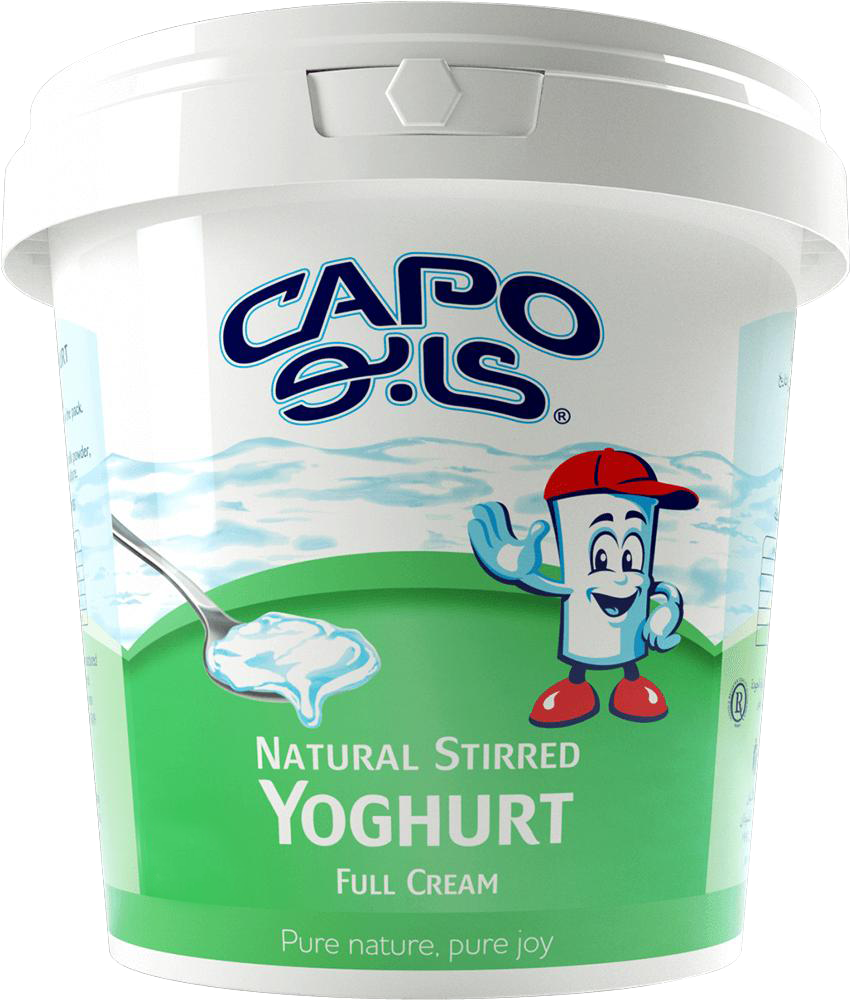 CAPO
كابو®
NATURAL STIRRED
YOGHURT
FULL CREAM
Pure nature, pure joy